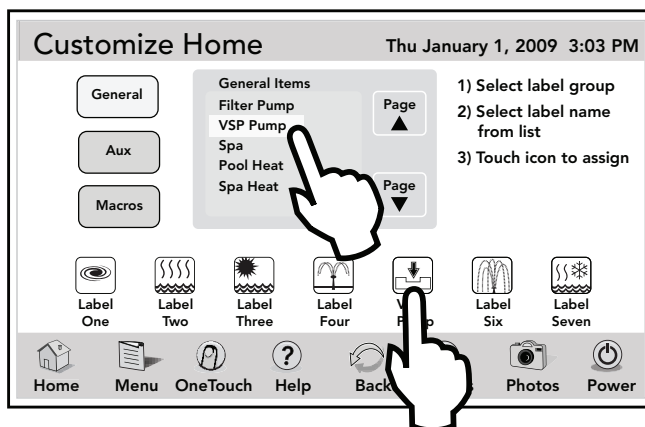 Customize Home
Thu January 1, 2009 3:03 PM
General
Aux
Macros
General Items
Filter Pump
VSP Pump
Spa
Pool Heat
Spa Heat
Page
Page
1) Select label group
2) Select label name
from list
3) Touch icon to assign
Label
One
Label
Two
Label
Three
Label
Four
Label
Six
Label
Seven
Home Menu OneTouch Help Back Photos Power